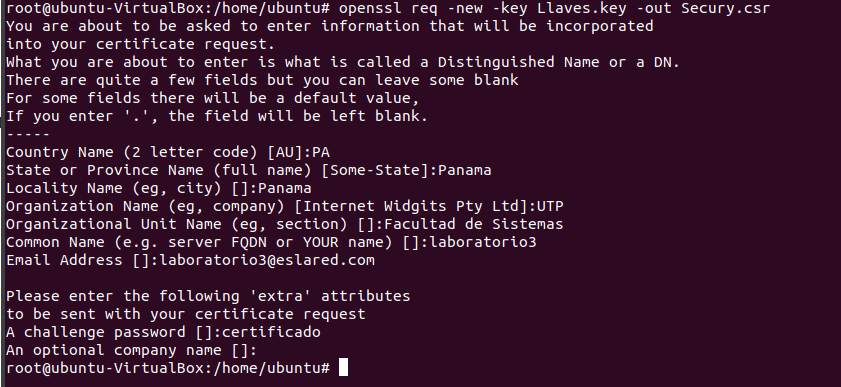 root@ubuntu-VirtualBox:/home/ubuntu# openssl req -new -key Llaves.key -out Secury.csr
You are about to be asked to enter information that will be incorporated
into your certificate request.
What you are about to enter is what is called a Distinguished Name or a DN.
There are quite a few fields but you can leave some blank
For some fields there will be a default value,
If you enter '.', the field will be left blank.
-----
Country Name (2 letter code) [AU]:PA
State or Province Name (full name) [Some-State]:Panama
Locality Name (eg, city) []:Panama
Organization Name (eg, company) [Internet Widgits Pty Ltd]:UTP
Organizational Unit Name (eg, section) []:Facultad de Sistemas
Common Name (e.g. server FQDN or YOUR name) []:laboratorio3
Email Address []:laboratorio3@eslared.com

Please enter the following 'extra' attributes
to be sent with your certificate request
A challenge password []:certificado
An optional company name []:
root@ubuntu-VirtualBox:/home/ubuntu#